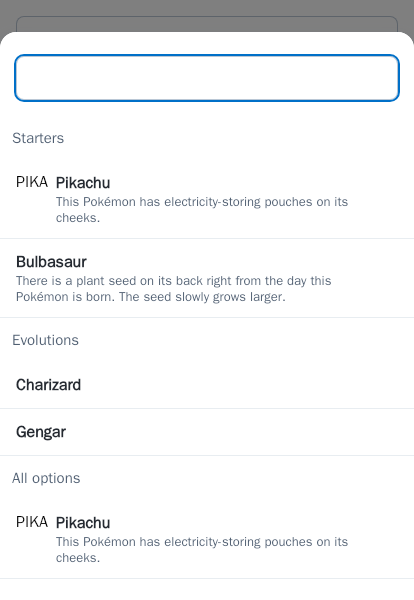 Starters
PIKA Pikachu
This Pokémon has electricity-storing pouches on its
cheeks.
Bulbasaur
There is a plant seed on its back right from the day this
Pokémon is born. The seed slowly grows larger.
Evolutions
Charizard
Gengar
All options
PIKA Pikachu
This Pokémon has electricity-storing pouches on its
cheeks.